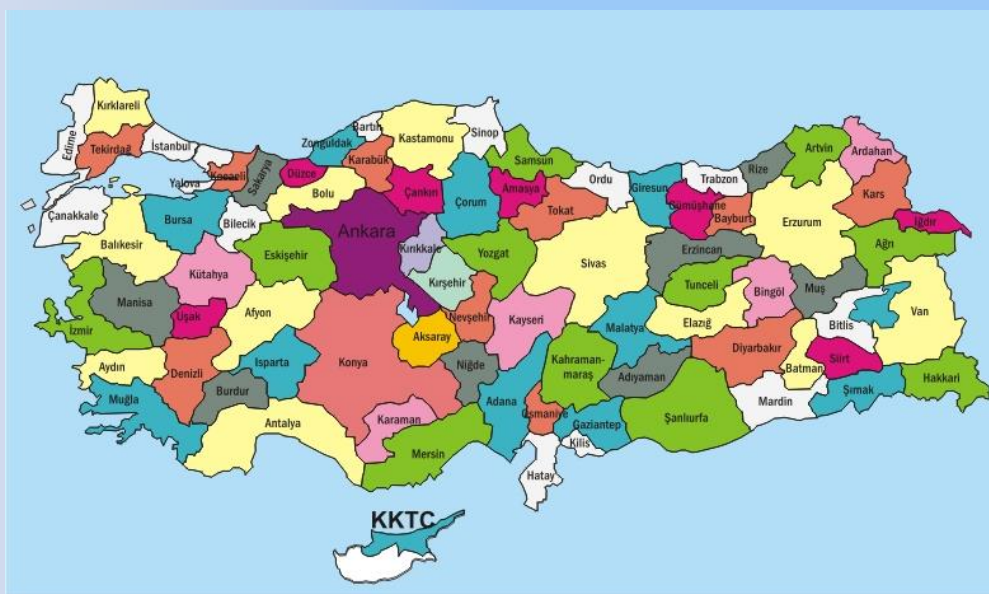 Kırklareli
Edirne
Tekirdağ
İstanbul
Kocaeli
Yalova
Sakarya
Düzce
Zonguldak
Bartın
Karabük
Kastamonu
Sinop
Bolu
Çankırı
Çorum
Samsun
Amasya
Tokat
Ordu
Giresun
Trabzon
Gümüşhane
Bayburt
Rize
Artvin
Ardahan
Kars
Iğdır
Çanakkale
Balıkesir
Bursa
Bilecik
Eskişehir
Ankara
Kırıkkale
Kırşehir
Yozgat
Sivas
Erzincan
Erzurum
Ağrı
Kütahya
Manisa
İzmir
Uşak
Afyon
Konya
Aksaray
Nevşehir
Kayseri
Malatya
Tunceli
Elazığ
Bingöl
Muş
Bitlis
Van
Aydın
Denizli
Isparta
Burdur
Muğla
Antalya
Karaman
Niğde
Mersin
Adana
Kahraman-
maraş
Osmaniye
Adıyaman
Gaziantep
Kilis
Hatay
Şanlıurfa
Diyarbakır
Mardin
Batman
Siirt
Şırnak
Hakkari
KKTC